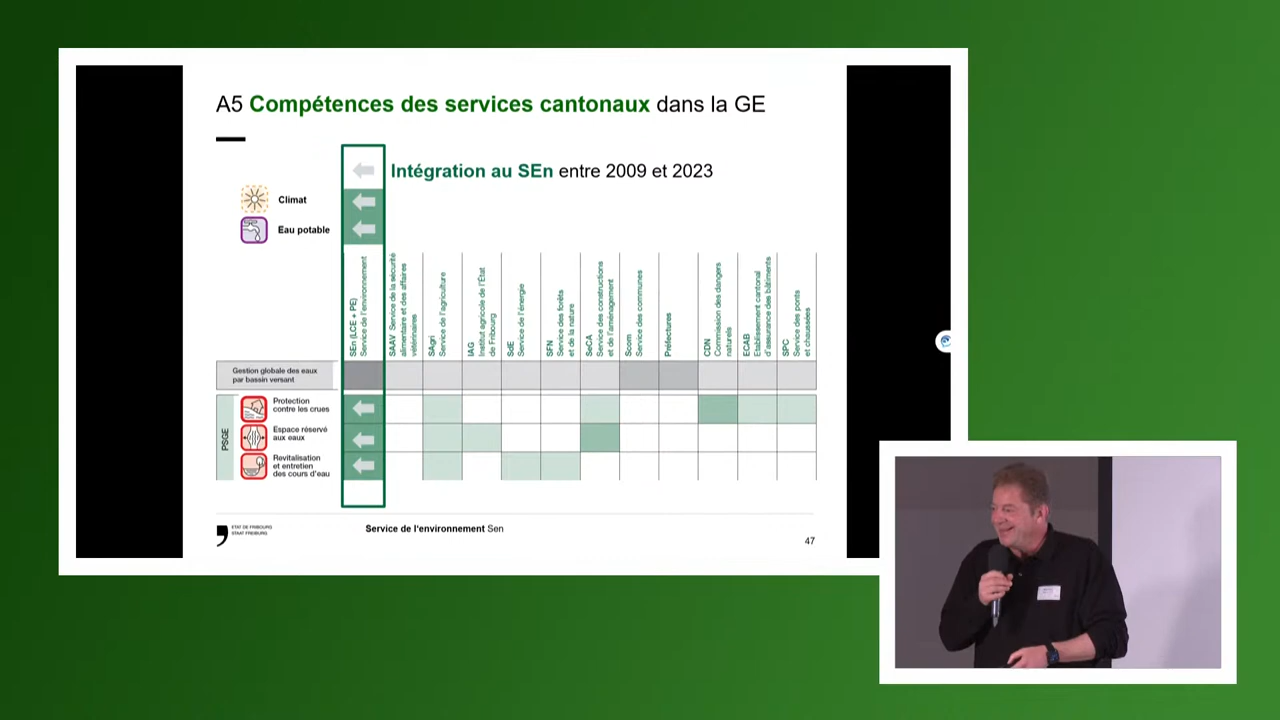 A5 Compétences des services cantonaux dans la GE
Intégration au SEn entre 2009 et 2023
Climat
Eau potable
SEn (LCE + PE)
Service de l'environnement
SAAV Service de la sécurité
alimentaire et des affaires
vétérinaires
SAgri
Service de l'agriculture
IAG
Institut agricole de l'État
de Fribourg
SdE
Service de l'énergie
SFN
Service des forêts
et de la nature
SeCA
Service des constructions
et de l'aménagement
Scom
Service des communes
Préfectures
CDN
Commission des dangers
naturels
ECAB
Etablissement cantonal
d'assurance des bâtiments
SPC
Service des ponts
et chaussées
Gestion globale des eaux
par bassin versant
PSGE
Protection
contre les crues
Espace réservé
aux eaux
Revitalisation
et entretien
des cours d'eau
ETAT DE FRIBOURG
STAAT FREIBURG
Service de l'environnement Sen
47